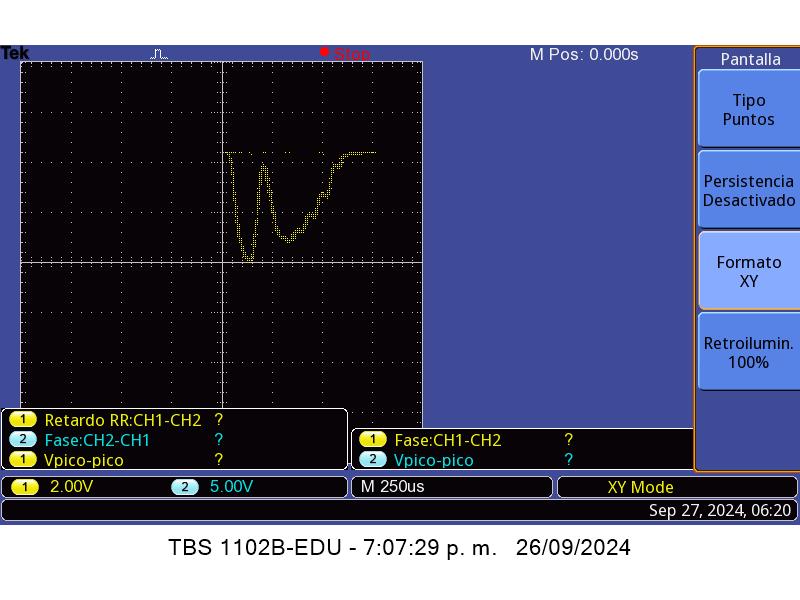 Tek
Stop
M Pos: 0.000s
Pantalla
Tipo
Puntos
Persistencia
Desactivado
Formato
XY
Retroilumin.
100%
1 Retardo RR:CH1-CH2 ?
2 Fase:CH2-CH1 ?
1 Vpico-pico ?
1 Fase:CH1-CH2 ?
2 Vpico-pico ?
1 2.00V 2 5.00V M 250us XY Mode
Sep 27, 2024, 06:20
TBS 1102B-EDU - 7:07:29 p. m. 26/09/2024